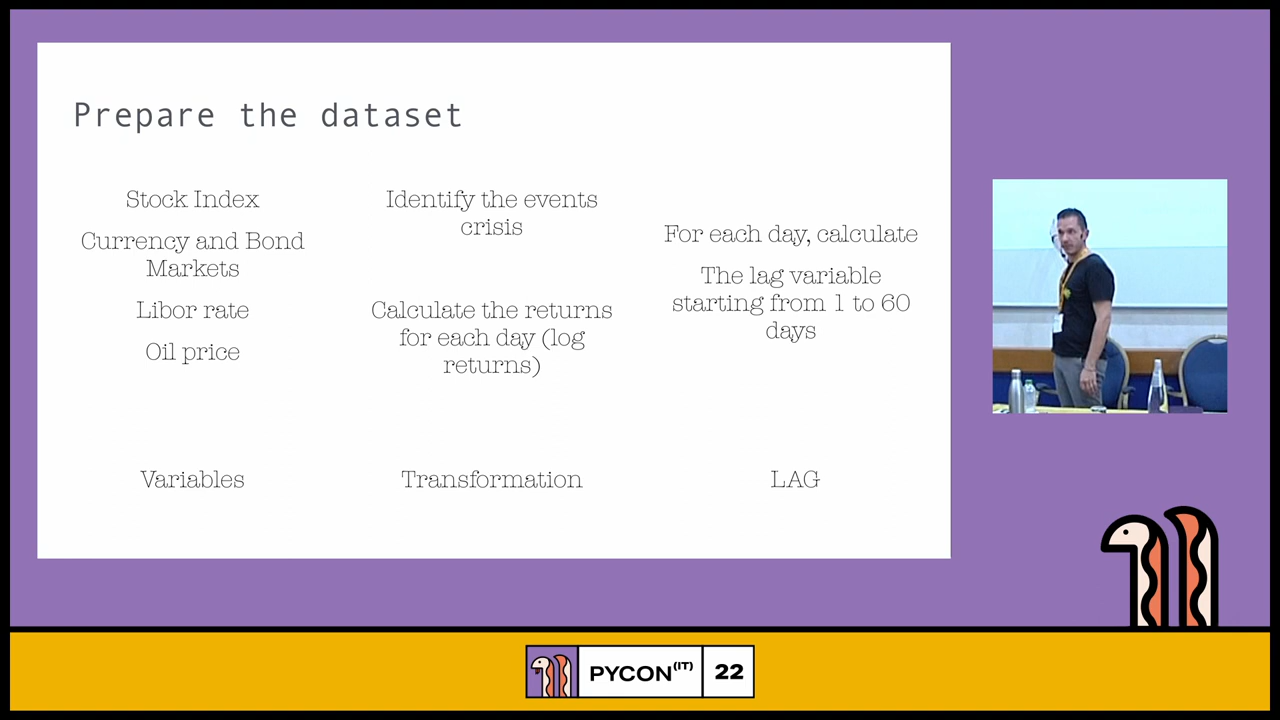 Prepare the dataset
Stock Index
Currency and Bond
Markets
Libor rate
Oil price
Variables
Identify the events
crisis
Calculate the returns
for each day (log
returns)
Transformation
For each day, calculate
The lag variable
starting from 1 to 60
days
LAG
PYCON(IT) 22